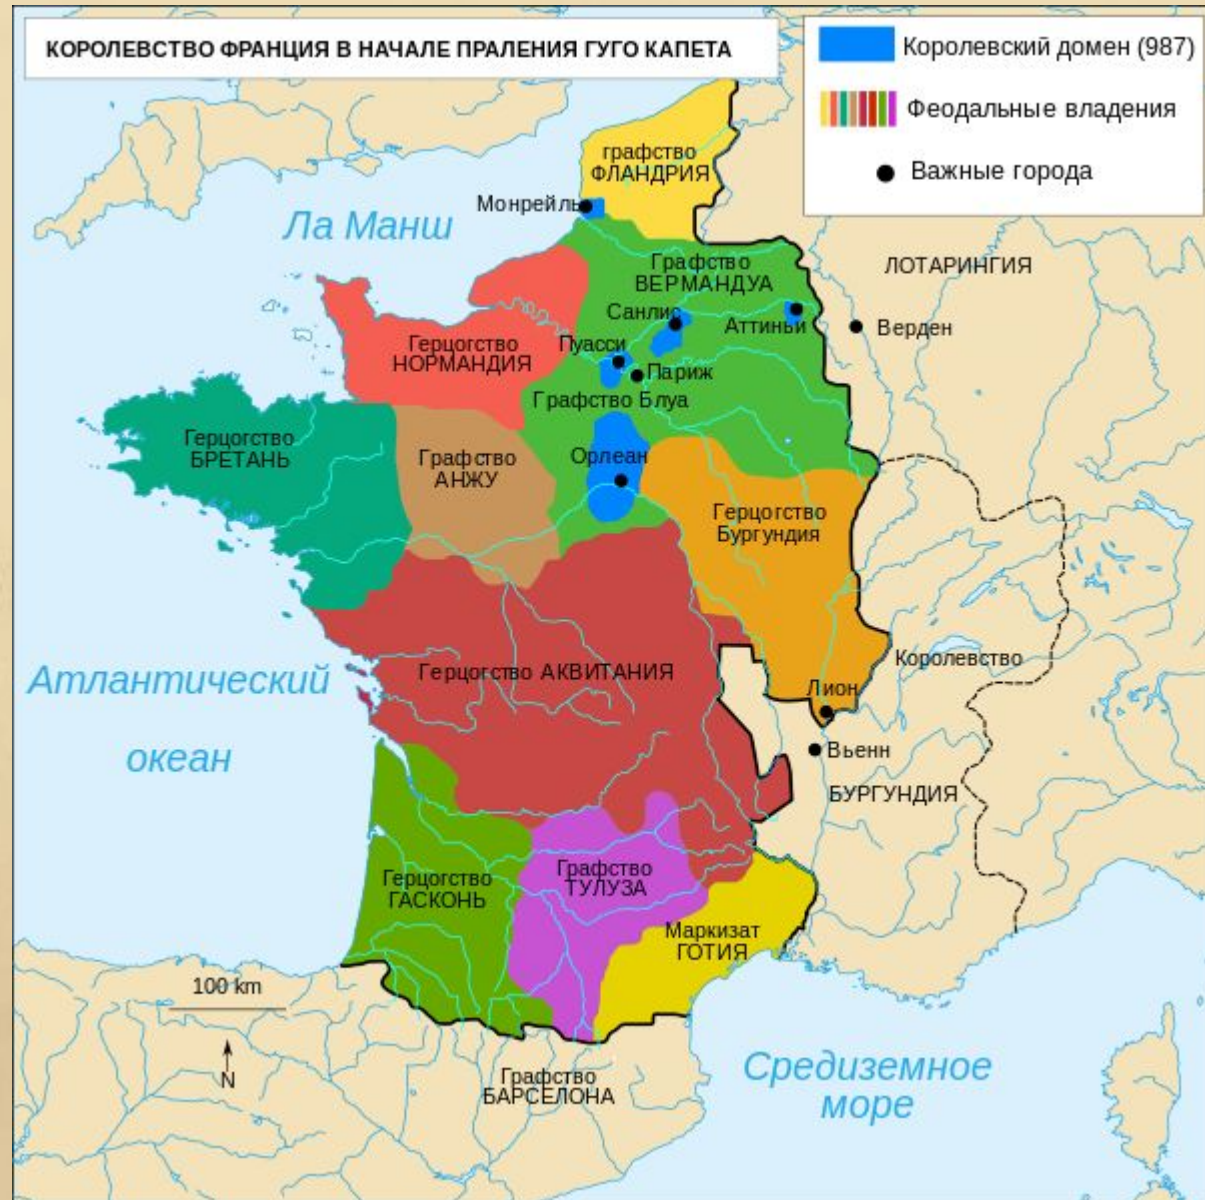 КОРОЛЕВСТВО ФРАНЦИЯ В НАЧАЛЕ ПРАЛЕНИЯ ГУГО КАПЕТА
Королевский домен (987)
Феодальные владения
Важные города
графство
ФЛАНДРИЯ
Монрейль
Ла Манш
Графство
ВЕРМАНДУА
ЛОТАРИНГИЯ
Санлис
Аттиньи
Верден
Пуасси
Герцогство
НОРМАНДИЯ
Париж
Графство Блуа
Герцогство
БРЕТАНЬ
Графство
АНЖУ
Орлеан
Герцогство
Бургундия
Королевство
Герцогство АКВИТАНИЯ
Атлантический
океан
Лион
Вьенн
БУРГУНДИЯ
Герцогство
ГАСКОНЬ
Графство
ТУЛУЗА
Маркизат
ГОТИЯ
100 km
N
Графство
БАРСЕЛОНА
Средиземное
море